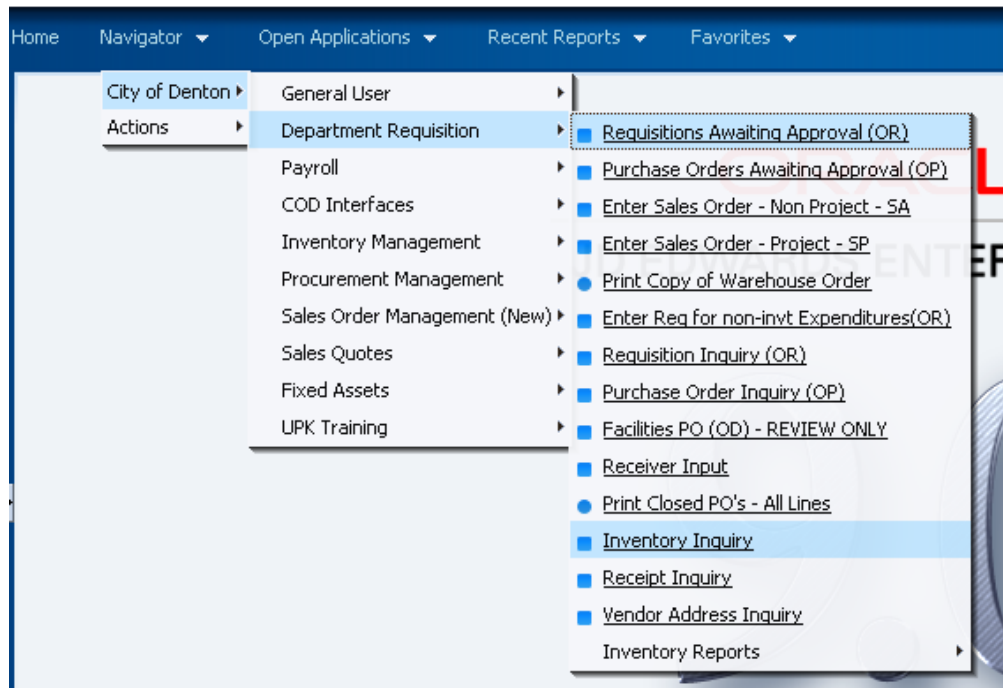 Home Navigator Open Applications Recent Reports Favorites
City of Denton
Actions
General User
Department Requisition
Payroll
COD Interfaces
Inventory Management
Procurement Management
Sales Order Management (New)
Sales Quotes
Fixed Assets
UPK Training
Requisitions Awaiting Approval (OR)
Purchase Orders Awaiting Approval (OP)
Enter Sales Order - Non Project - SA
Enter Sales Order - Project - SP
Print Copy of Warehouse Order
Enter Req for non-invt Expenditures(OR)
Requisition Inquiry (OR)
Purchase Order Inquiry (OP)
Facilities PO (OD) - REVIEW ONLY
Receiver Input
Print Closed PO's - All Lines
Inventory Inquiry
Receipt Inquiry
Vendor Address Inquiry
Inventory Reports